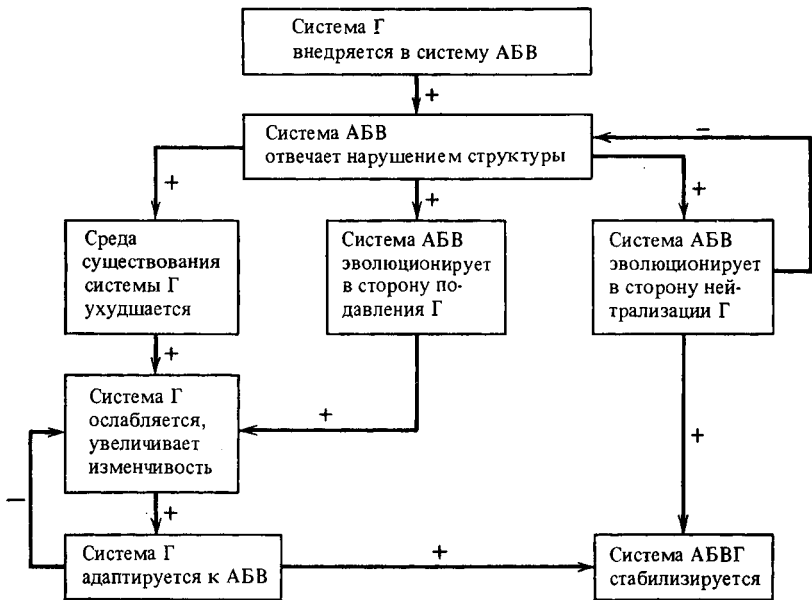 Система Г
внедряется в систему АБВ
+
Система АБВ
отвечает нарушением структуры
−
+
+
+
Среда
существования
системы Г
ухудшается
Система АБВ
эволюционирует
в сторону по-
давления Г
Система АБВ
эволюционирует
в сторону ней-
трализации Г
+
Система Г
ослабляется,
увеличивает
изменчивость
+
+
−
+
Система Г
адаптируется к АБВ
+
Система АБВГ
стабилизируется